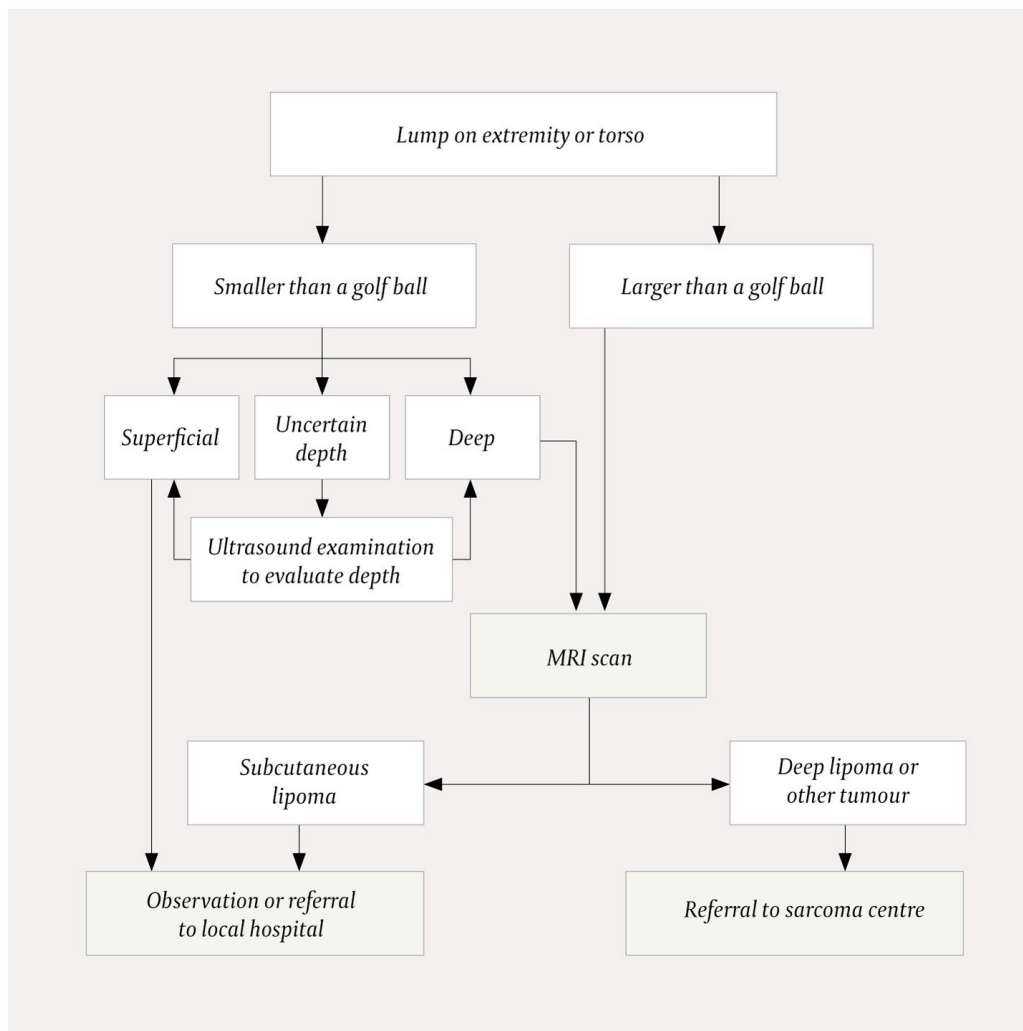 Lump on extremity or torso
Smaller than a golf ball
Larger than a golf ball
Superficial
Uncertain
depth
Deep
Ultrasound examination
to evaluate depth
MRI scan
Subcutaneous
lipoma
Deep lipoma or
other tumour
Observation or referral
to local hospital
Referral to sarcoma centre